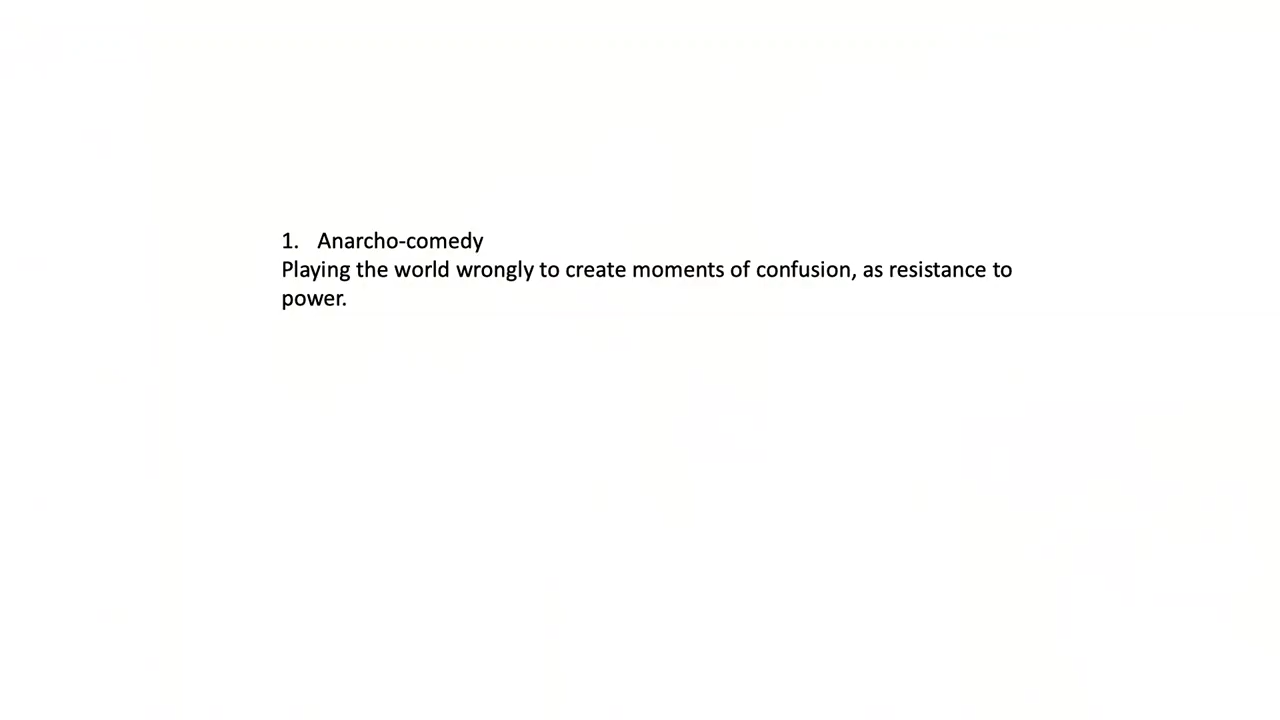 1. Anarcho-comedy
Playing the world wrongly to create moments of confusion, as resistance to
power.